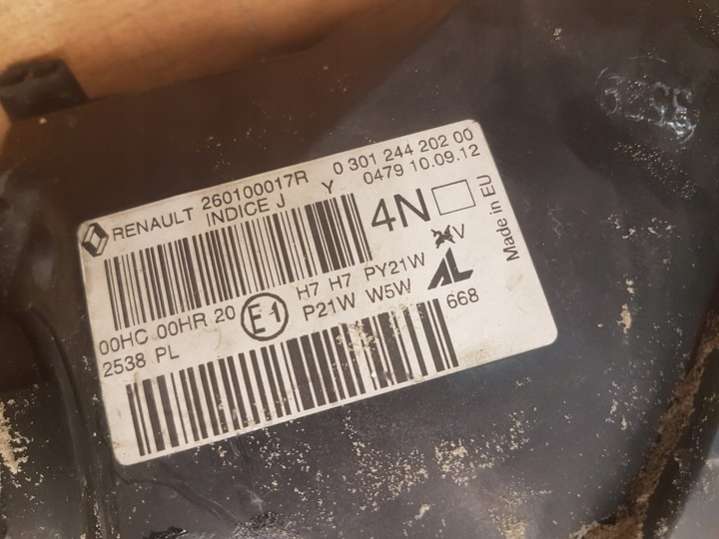 RENAULT 260100017R 0 301 244 202 00
INDICE J Y 0479 10.09.12
4N
Made in EU
00HC 00HR 20 E1 H7 H7 PY21W V
2538 PL P21W W5W AL
668